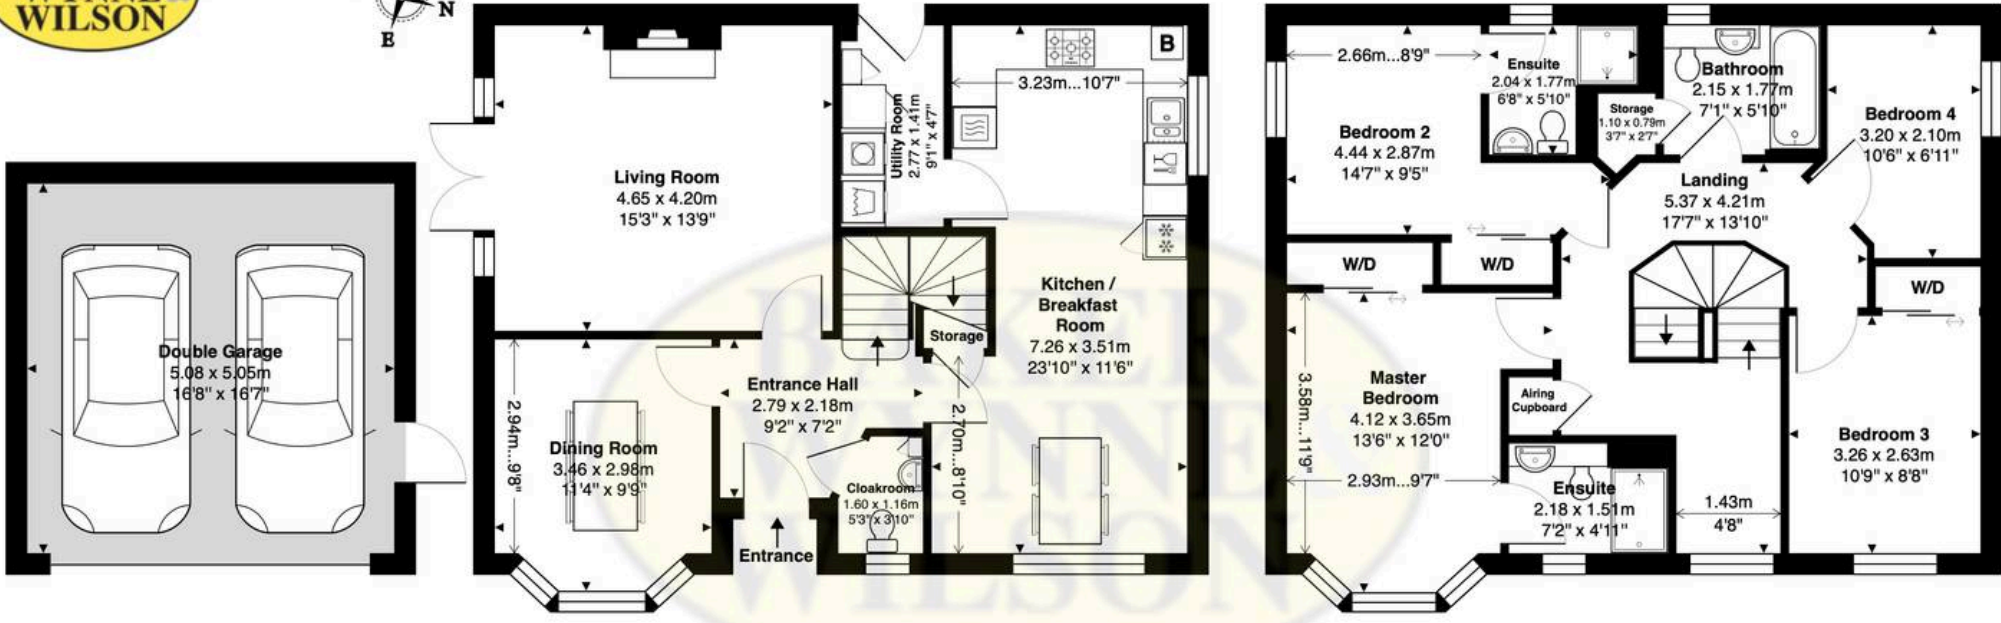 WYNNE
WILSON
N
E
Double Garage
5.08 x 5.05m
16'8" x 16'7"
Living Room
4.65 x 4.20m
15'3" x 13'9"
Utility Room
2.77 x 1.41m
9'1" x 4'7"
3.23m...10'7"
B
Kitchen /
Breakfast
Room
7.26 x 3.51m
23'10" x 11'6"
Storage
Entrance Hall
2.79 x 2.18m
9'2" x 7'2"
2.94m...9'8"
Dining Room
3.46 x 2.98m
11'4" x 9'9"
2.70m...8'10"
Cloakroom
1.60 x 1.16m
5'3" x 3'10"
Entrance
BAKER
WYNNE
WILSON
2.66m...8'9"
Bedroom 2
4.44 x 2.87m
14'7" x 9'5"
Ensuite
2.04 x 1.77m
6'8" x 5'10"
Storage
1.10 x 0.79m
3'7" x 2'7"
Bathroom
2.15 x 1.77m
7'1" x 5'10"
Bedroom 4
3.20 x 2.10m
10'6" x 6'11"
Landing
5.37 x 4.21m
17'7" x 13'10"
W/D
W/D
W/D
3.58m...11'9"
Master
Bedroom
4.12 x 3.65m
13'6" x 12'0"
2.93m...9'7"
Airing
Cupboard
Ensuite
2.18 x 1.51m
7'2" x 4'11"
1.43m
4'8"
Bedroom 3
3.26 x 2.63m
10'9" x 8'8"